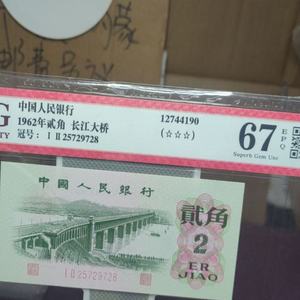 G
TY
中国人民银行
1962年贰角 长江大桥
冠号： I II 25729728
12744190
(☆☆☆)
67
EPQ
Superb Gem Unc
中國人民銀行
貳角
2
ER
JIAO
I II 25729728